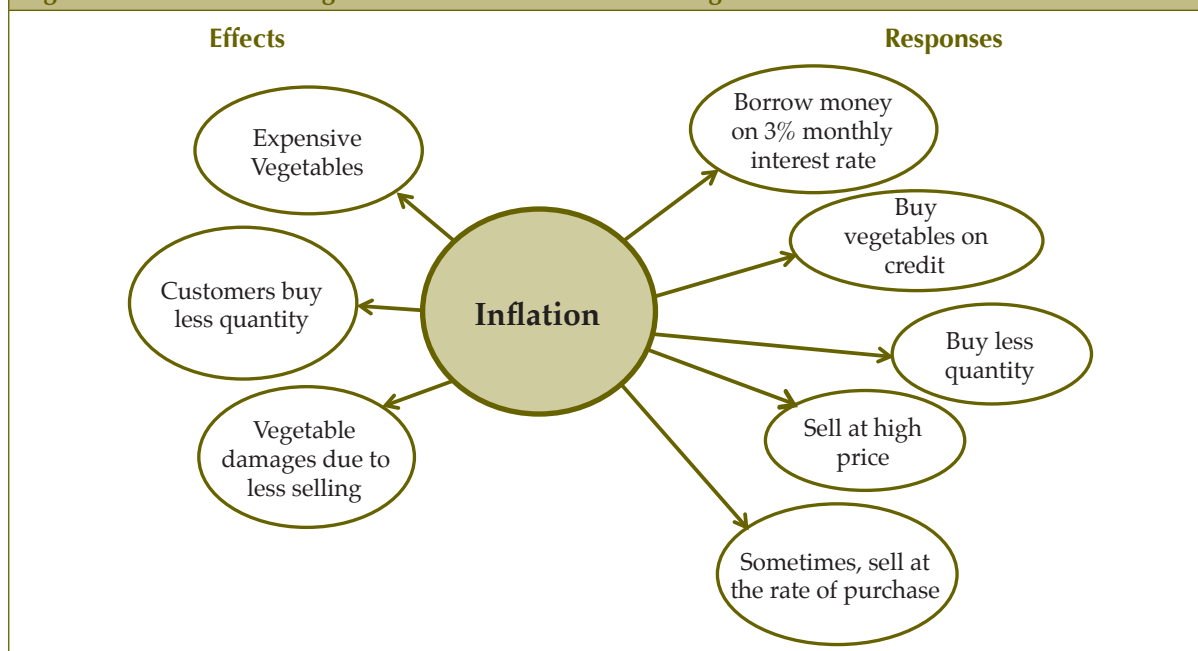 Effects
Responses
Expensive
Vegetables
Customers buy
less quantity
Vegetable
damages due to
less selling
Inflation
Borrow money
on 3% monthly
interest rate
Buy
vegetables on
credit
Buy less
quantity
Sell at high
price
Sometimes, sell at
the rate of purchase